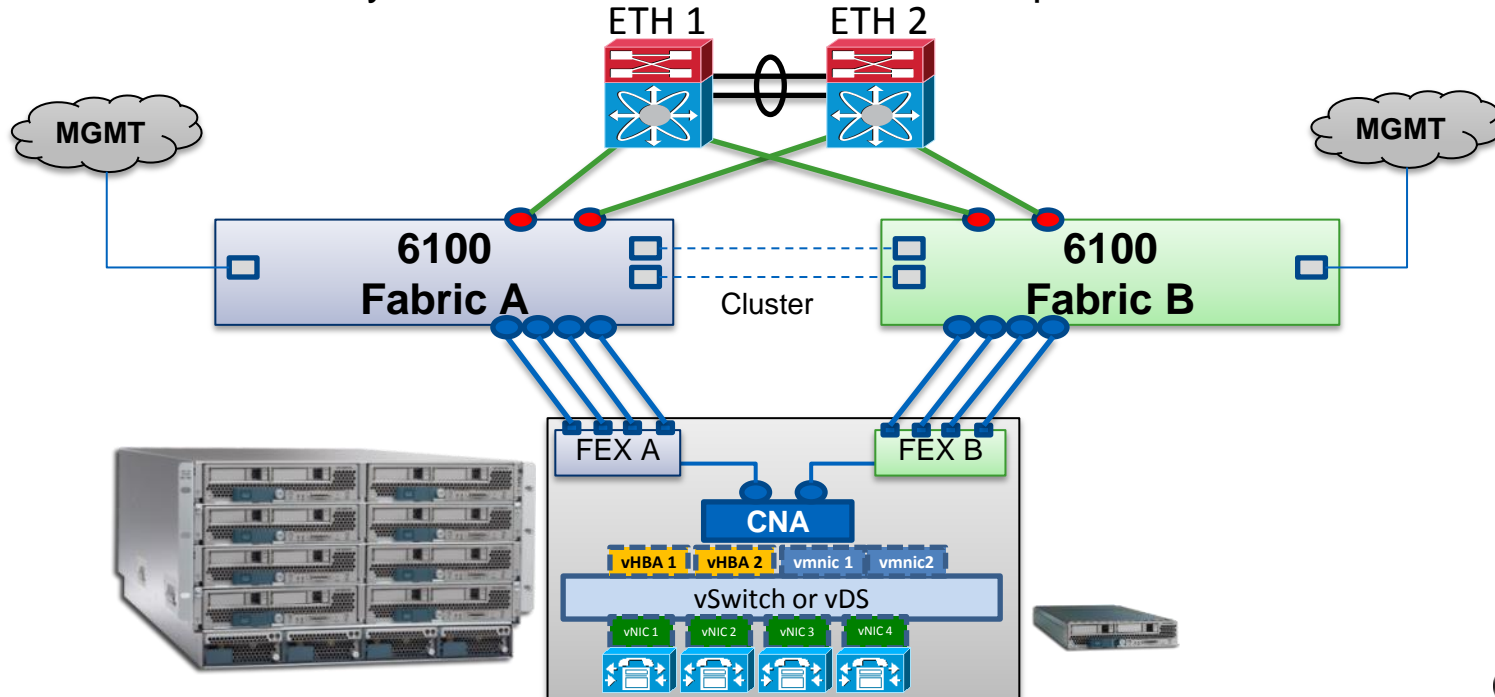 ETH 1
ETH 2
MGMT
MGMT
6100
Fabric A
6100
Fabric B
Cluster
FEX A
FEX B
CNA
vHBA 1
vHBA 2
vmnic 1
vmnic2
vSwitch or vDS
vNIC 1
vNIC 2
vNIC 3
vNIC 4